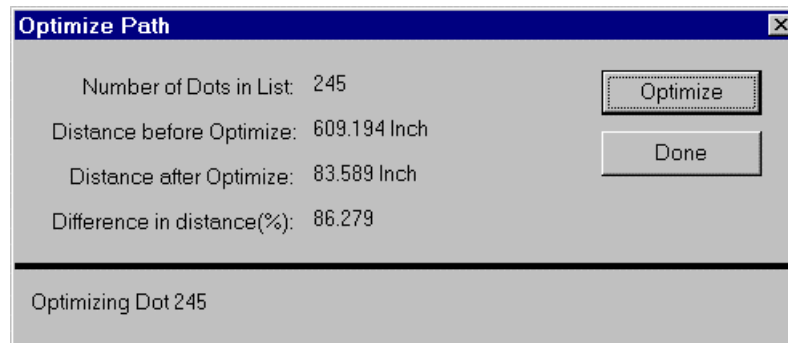 Optimize Path
Number of Dots in List: 245
Optimize
Distance before Optimize: 609.194 Inch
Done
Distance after Optimize: 83.589 Inch
Difference in distance(%): 86.279
Optimizing Dot 245